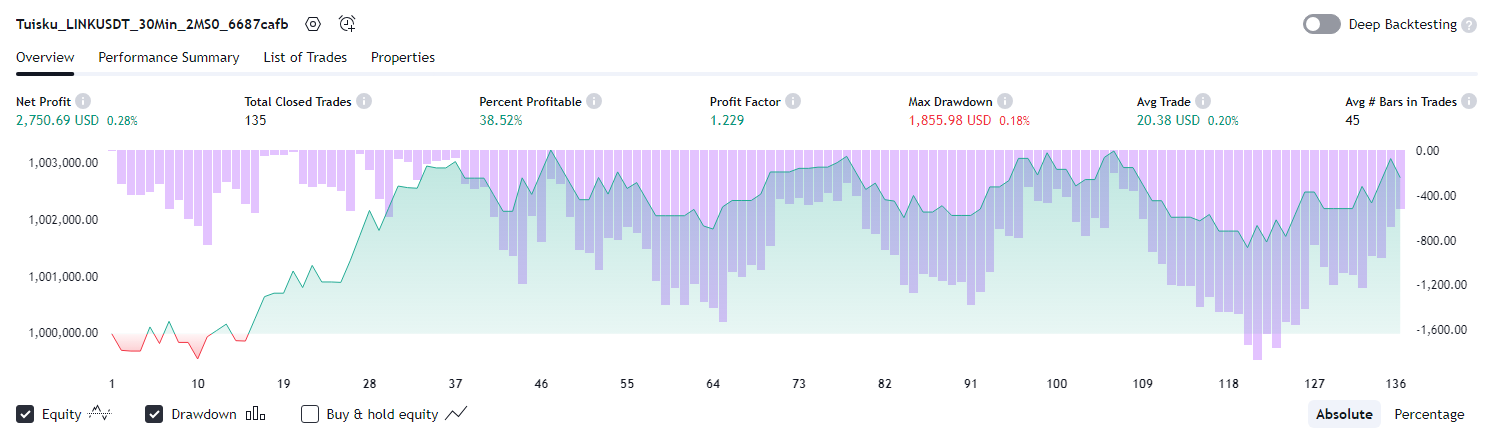 Tuisku_LINKUSDT_30Min_2MS0_6687cafb Deep Backtesting
Overview Performance Summary List of Trades Properties
Net Profit Total Closed Trades Percent Profitable Profit Factor Max Drawdown Avg Trade Avg # Bars in Trades
2,750.69 USD 0.28% 135 38.52% 1.229 1,855.98 USD 0.18% 20.38 USD 0.20% 45
1,003,000.00 0.00
1,002,000.00 -400.00
1,001,000.00 -800.00
1,000,000.00 -1,200.00
-1,600.00
1 10 19 28 37 46 55 64 73 82 91 100 109 118 127 136
Equity Drawdown Buy & hold equity Absolute Percentage